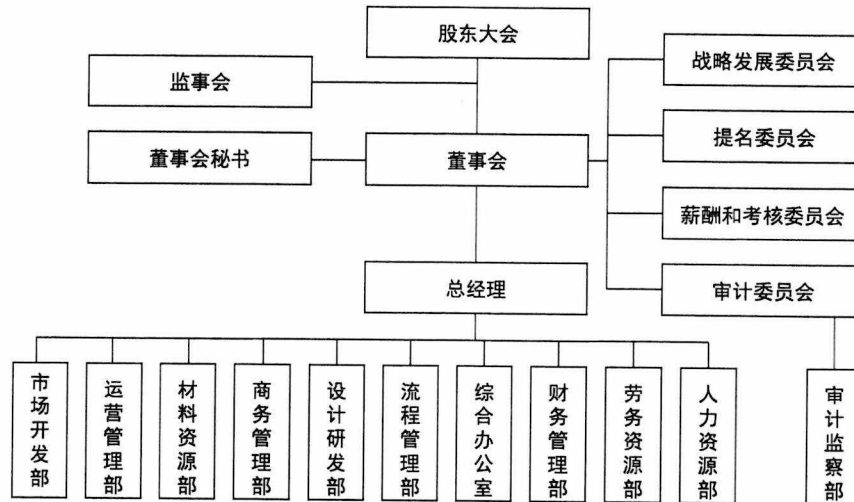 股东大会
战略发展委员会
监事会
提名委员会
董事会秘书
董事会
薪酬和考核委员会
总经理
审计委员会
市场开发部
运营管理部
材料资源部
商务管理部
设计研发部
流程管理部
综合办公室
财务管理部
劳务资源部
人力资源部
审计监察部